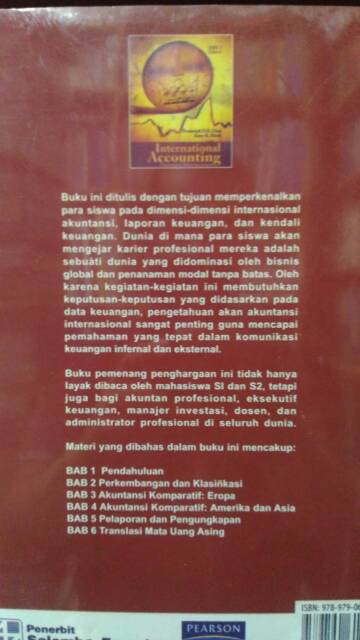 International
Accounting
Buku ini ditulis dengan tujuan memperkenalkan
para siswa pada dimensi-dimensi internasional
akuntansi, laporan keuangan, dan kendali
keuangan. Dunia di mana para siswa akan
mengejar karier profesional mereka adalah
sebuáti dunia yang didominasi oleh bisnis
global dan penanaman modal tanpa batas. Oleh
karena kegiatan-kegiatan ini membutuhkan
keputusan-keputusan yang didasarkan pada
data keuangan, pengetahuan akan akuntansi
internasional sangat penting guna mencapai
pemahaman yang tepat dalam komunikasi
keuangan infernal dan eksternal.
Buku pemenang penghargaan ini tidak hanya
layak dibaca oleh mahasiswa SI dan S2, tetapi
juga bagi akuntan profesional, eksekutif
keuangan, manajer investasi, dosen, dan
administrator profesional di seluruh dunia.
Materi yang dibahas dalam buku ini mencakup:
BAB 1 Pendahuluan
BAB 2 Perkembangan dan Klasiñkasi
BAB 3 Akuntansi Komparatif: Eropa
BAB 4 Akuntansi Komparatif: Amerika dan Asia
BAB 5 Pelaporan dan Pengungkapan
BAB 6 Translasi Mata Uang Asing
ISBN: 978-979-0
Penerbit
PEARSON